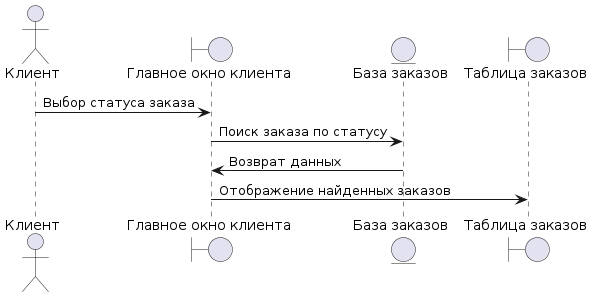 Клиент Главное окно клиента База заказов Таблица заказов
Выбор статуса заказа
Поиск заказа по статусу
Возврат данных
Отображение найденных заказов
Клиент Главное окно клиента База заказов Таблица заказов